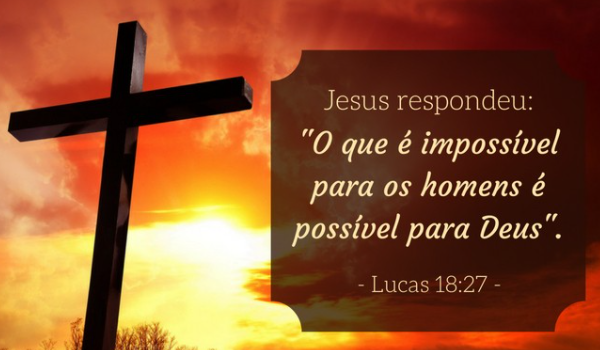 Jesus respondeu:
"O que é impossível
para os homens é
possível para Deus".
- Lucas 18:27 -